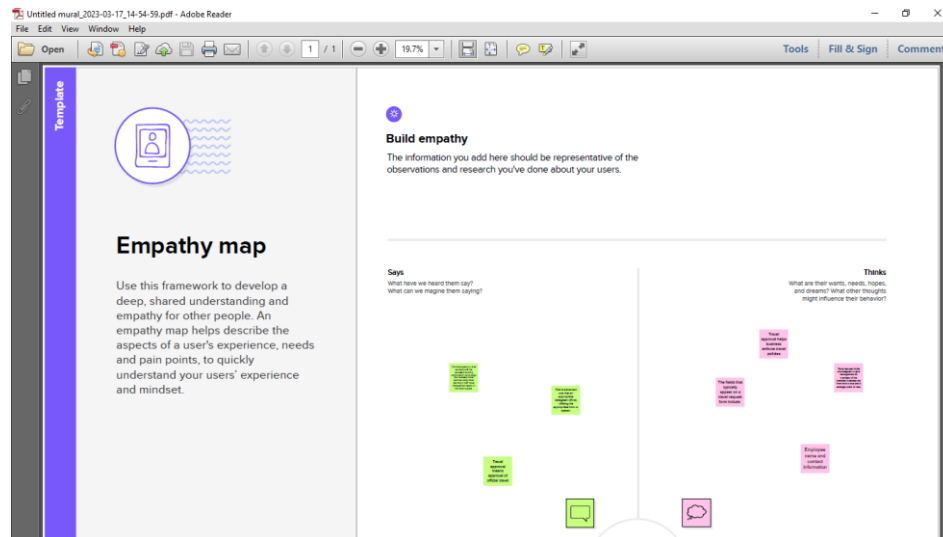 Untitled mural_2023-03-17_14-54-59.pdf - Adobe Reader
File Edit View Window Help
Open 1 / 1 19.7% Tools Fill & Sign Comment
Template
Build empathy
The information you add here should be representative of the
observations and research you've done about your users.
Empathy map
Use this framework to develop a
deep, shared understanding and
empathy for other people. An
empathy map helps describe the
aspects of a user's experience, needs
and pain points, to quickly
understand your users' experience
and mindset.
Says
What have we heard them say?
What can we magine them saying?
Thinks
What are their wants, needs, hopes,
and dreams? What other thoughts
might influence their behavior?
Travel
approval
means
approval of
official travel
Travel
approval helps
business
enforce travel
policies
The fields that
typically
appear on a
travel request
form include
Employee
name and
contact
information